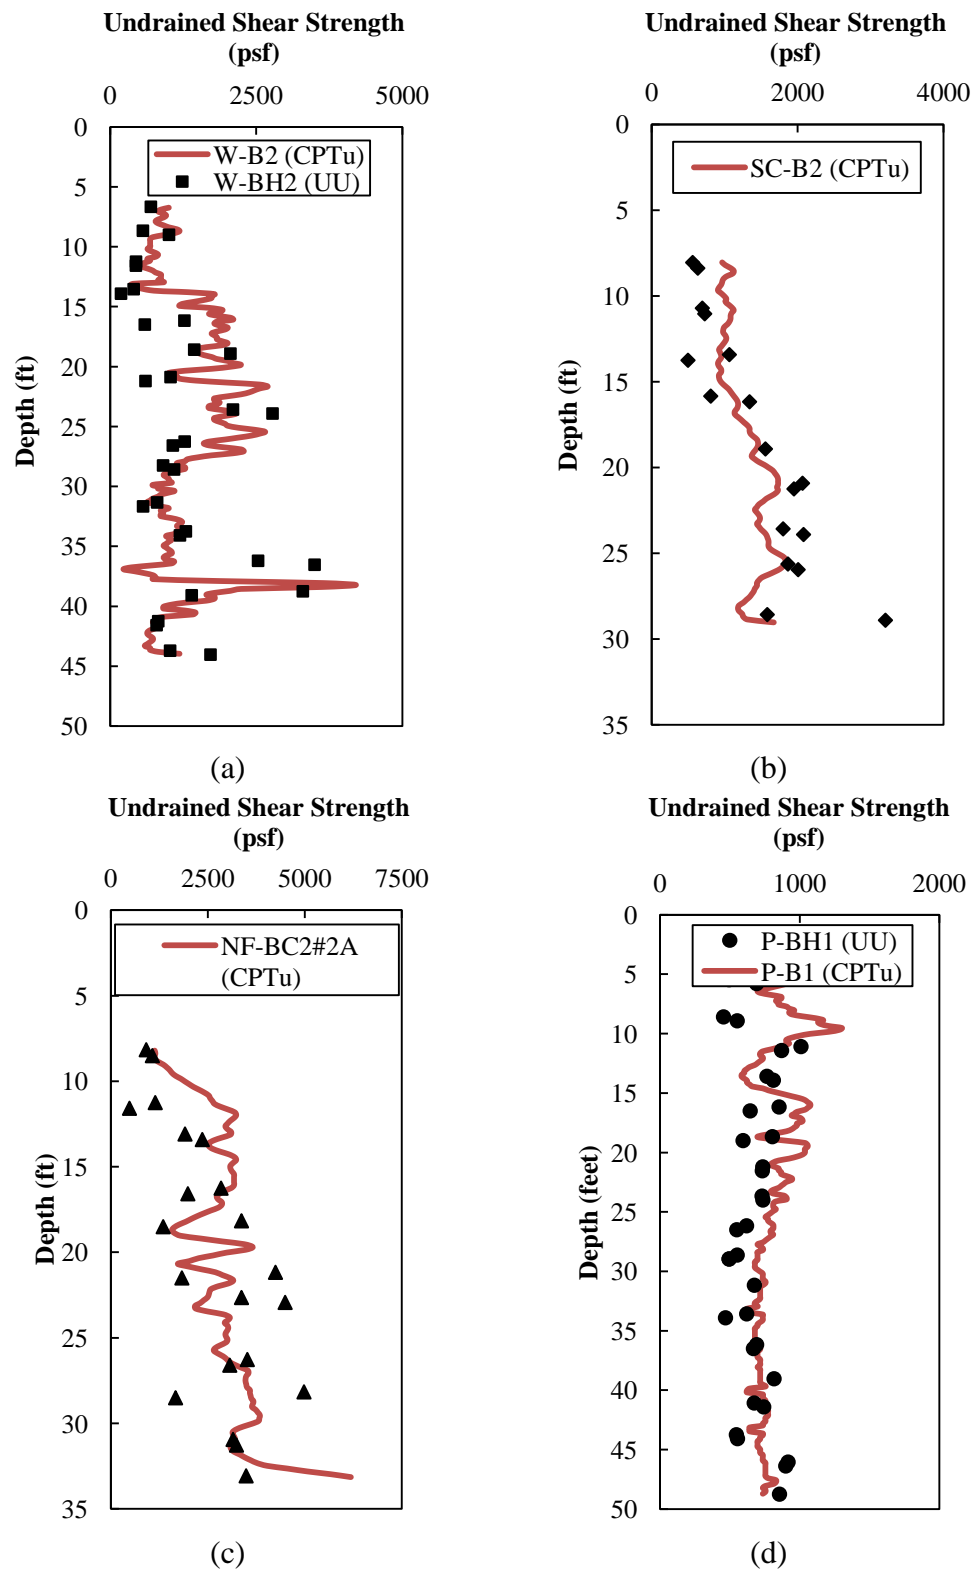 Undrained Shear Strength
(psf)
0 2500 5000
0
5
10
15
20
25
30
35
40
45
50
Depth (ft)
W-B2 (CPTu)
W-BH2 (UU)
(a)
Undrained Shear Strength
(psf)
0 2000 4000
0
5
10
15
20
25
30
35
Depth (ft)
SC-B2 (CPTu)
(b)
Undrained Shear Strength
(psf)
0 2500 5000 7500
0
5
10
15
20
25
30
35
Depth (ft)
NF-BC2#2A
(CPTu)
(c)
Undrained Shear Strength
(psf)
0 1000 2000
0
5
10
15
20
25
30
35
40
45
50
Depth (feet)
P-BH1 (UU)
P-B1 (CPTu)
(d)